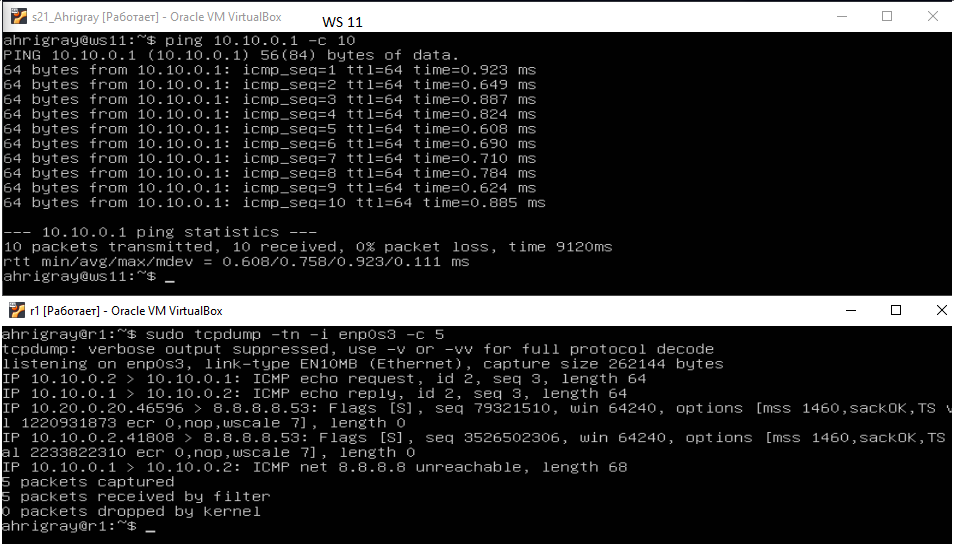 s21_Ahrigray [Работает] - Oracle VM VirtualBox
WS 11
ahrigray@ws11:~$ ping 10.10.0.1 -c 10
PING 10.10.0.1 (10.10.0.1) 56(84) bytes of data.
64 bytes from 10.10.0.1: icmp_seq=1 ttl=64 time=0.923 ms
64 bytes from 10.10.0.1: icmp_seq=2 ttl=64 time=0.649 ms
64 bytes from 10.10.0.1: icmp_seq=3 ttl=64 time=0.887 ms
64 bytes from 10.10.0.1: icmp_seq=4 ttl=64 time=0.824 ms
64 bytes from 10.10.0.1: icmp_seq=5 ttl=64 time=0.608 ms
64 bytes from 10.10.0.1: icmp_seq=6 ttl=64 time=0.690 ms
64 bytes from 10.10.0.1: icmp_seq=7 ttl=64 time=0.710 ms
64 bytes from 10.10.0.1: icmp_seq=8 ttl=64 time=0.784 ms
64 bytes from 10.10.0.1: icmp_seq=9 ttl=64 time=0.624 ms
64 bytes from 10.10.0.1: icmp_seq=10 ttl=64 time=0.885 ms
--- 10.10.0.1 ping statistics ---
10 packets transmitted, 10 received, 0% packet loss, time 9120ms
rtt min/avg/max/mdev = 0.608/0.758/0.923/0.111 ms
ahrigray@ws11:~$ _
r1 [Работает] - Oracle VM VirtualBox
ahrigray@r1:~$ sudo tcpdump -tn -i enp0s3 -c 5
tcpdump: verbose output suppressed, use -v or -vv for full protocol decode
listening on enp0s3, link-type EN10MB (Ethernet), capture size 262144 bytes
IP 10.10.0.2 > 10.10.0.1: ICMP echo request, id 2, seq 3, length 64
IP 10.10.0.1 > 10.10.0.2: ICMP echo reply, id 2, seq 3, length 64
IP 10.20.0.20.46596 > 8.8.8.8.53: Flags [S], seq 79321510, win 64240, options [mss 1460,sackOK,TS v
l 1220931873 ecr 0,nop,wscale 7], length 0
IP 10.10.0.2.41808 > 8.8.8.8.53: Flags [S], seq 3526502306, win 64240, options [mss 1460,sackOK,TS
al 2233822310 ecr 0,nop,wscale 7], length 0
IP 10.10.0.1 > 10.10.0.2: ICMP net 8.8.8.8 unreachable, length 68
5 packets captured
5 packets received by filter
0 packets dropped by kernel
ahrigray@r1:~$ _